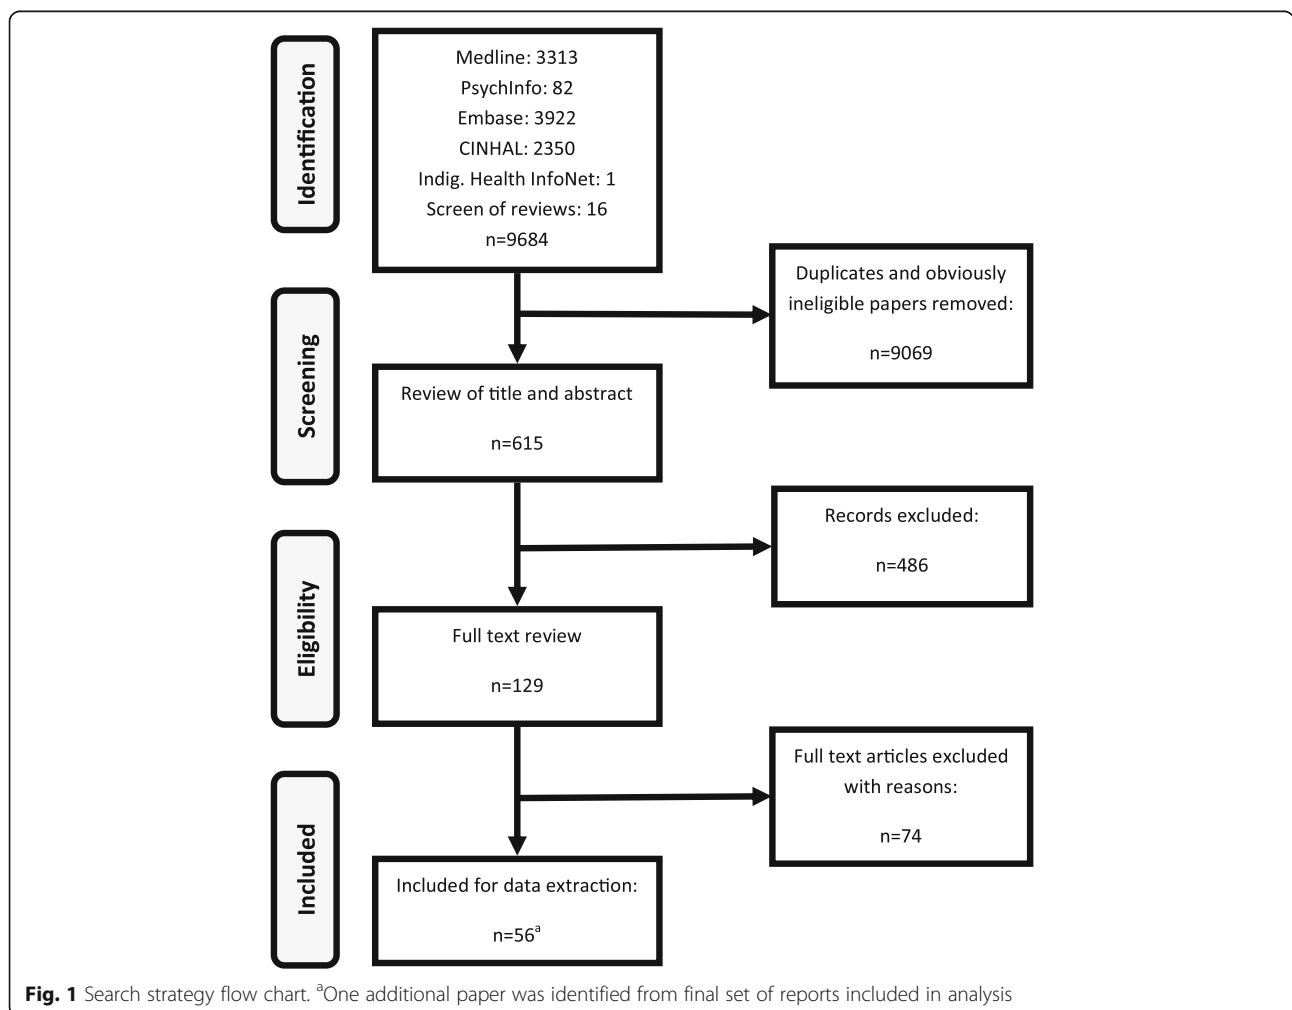 Identification
Medline: 3313
PsychInfo: 82
Embase: 3922
CINHAL: 2350
Indig. Health InfoNet: 1
Screen of reviews: 16
n=9684
Duplicates and obviously
ineligible papers removed:
n=9069
Screening
Review of title and abstract
n=615
Records excluded:
n=486
Eligibility
Full text review
n=129
Full text articles excluded
with reasons:
n=74
Included
Included for data extraction:
n=56a
Fig. 1 Search strategy flow chart. aOne additional paper was identified from final set of reports included in analysis